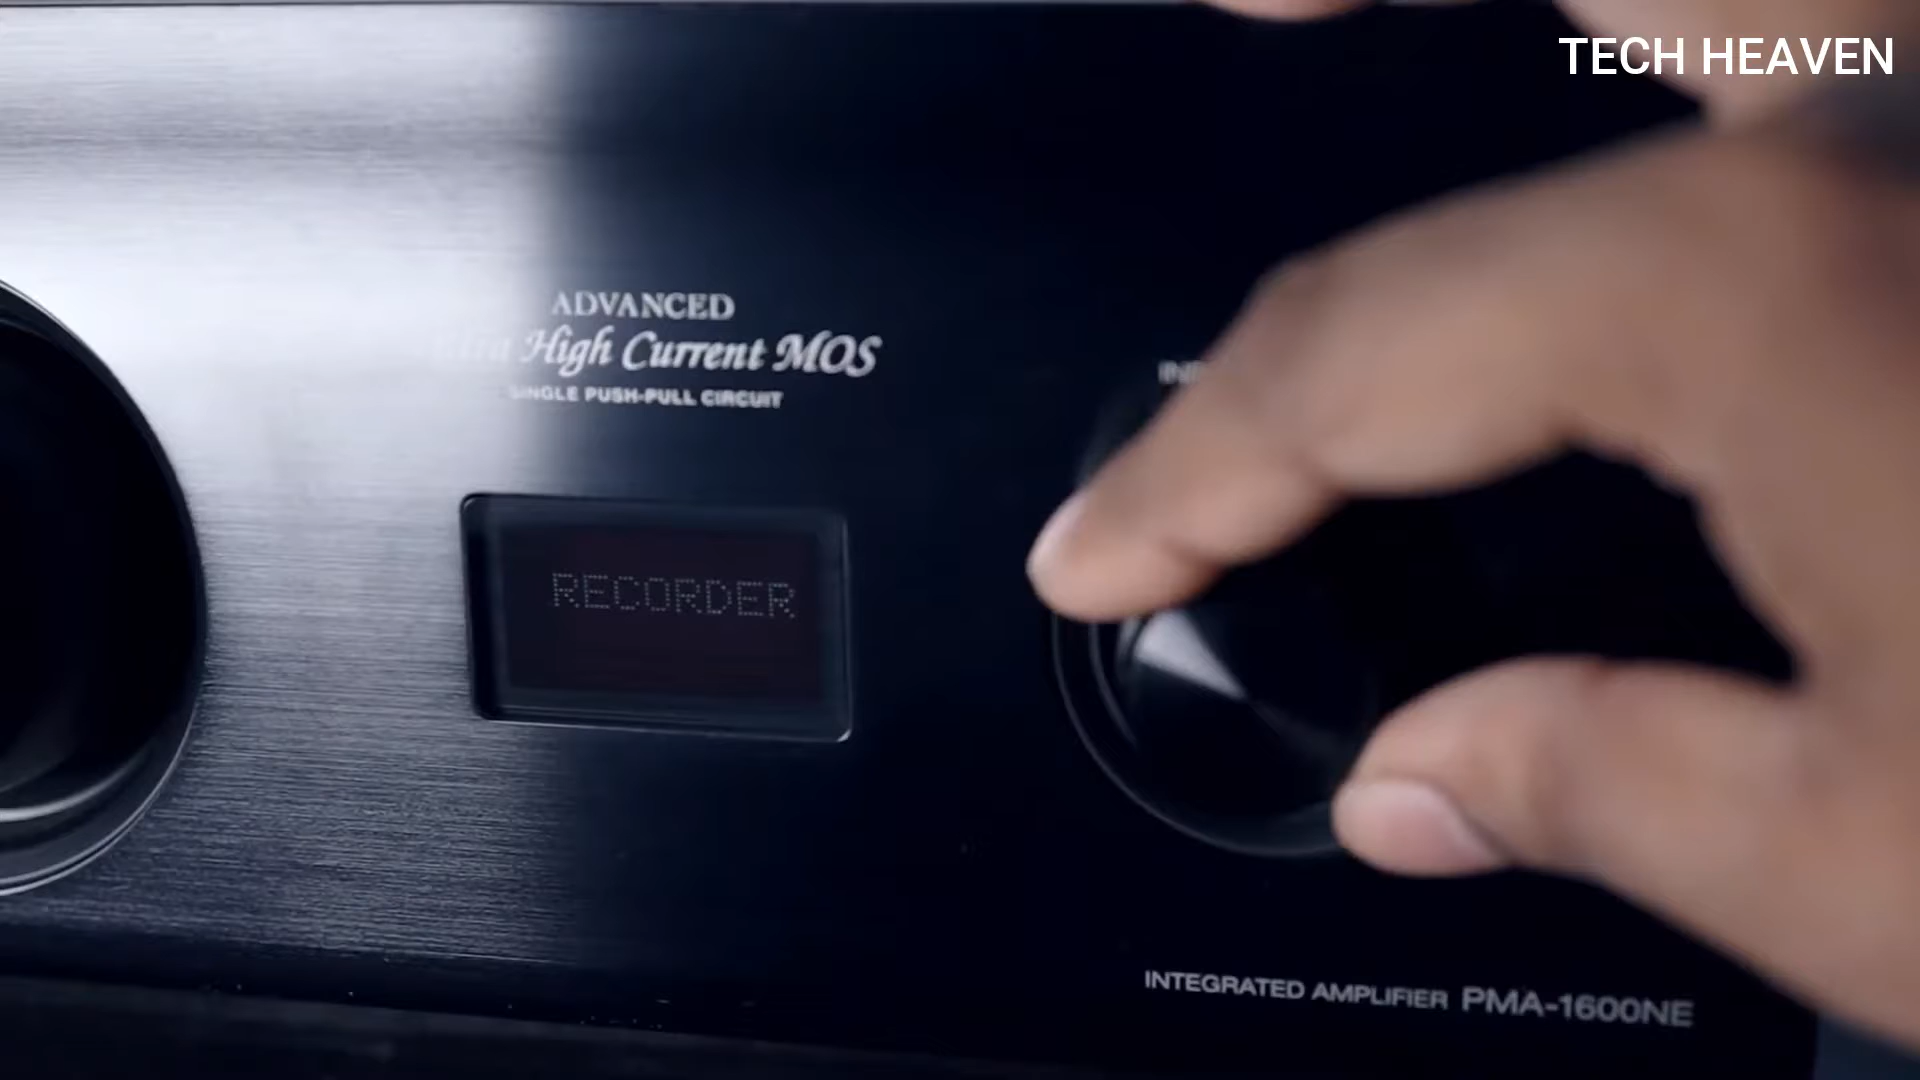 TECH HEAVEN
ADVANCED
High Current MOS
SINGLE PUSH-PULL CIRCUIT
RECORDER
INTEGRATED AMPLIFIER PMA-1600NE